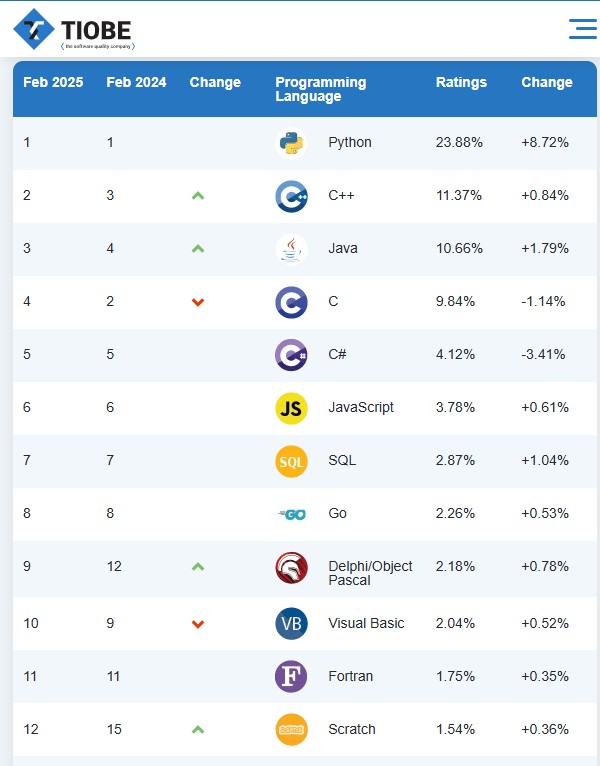 TIOBE
(the software quality company)
Feb 2025 Feb 2024 Change Programming Language Ratings Change
1 1 Python 23.88% +8.72%
2 3 C++ 11.37% +0.84%
3 4 Java 10.66% +1.79%
4 2 C 9.84% -1.14%
5 5 C# 4.12% -3.41%
6 6 JS JavaScript 3.78% +0.61%
7 7 SQL SQL 2.87% +1.04%
8 8 GO Go 2.26% +0.53%
9 12 Delphi/Object Pascal 2.18% +0.78%
10 9 VB Visual Basic 2.04% +0.52%
11 11 F Fortran 1.75% +0.35%
12 15 Scratch 1.54% +0.36%